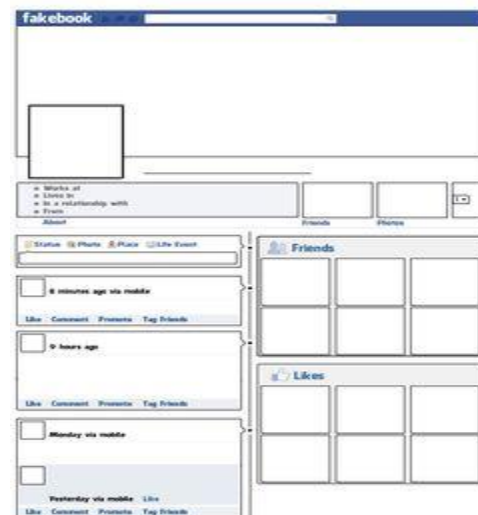 fakebook
Works at
Lives in
In a relationship with
From
About
Friends
Photos
Status Photo Place Life Event
6 minutes ago via mobile
Like Comment Promote Tag Friends
9 hours ago
Like Comment Promote Tag Friends
Monday via mobile
Yesterday via mobile Like
Like Comment Promote Tag Friends
Friends
Likes